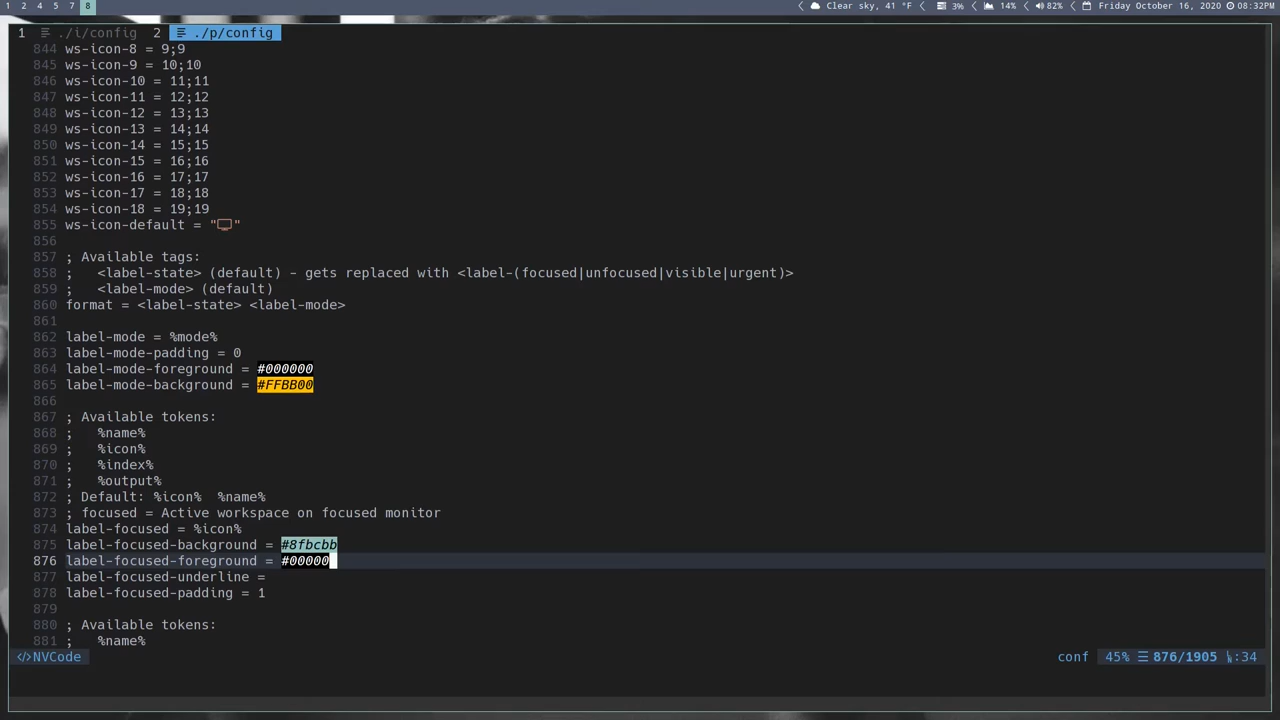 1 2 4 5 7 8 Clear sky, 41 °F 3% 14% 82% Friday October 16, 2020 08:32PM
1 ./i/config 2 ./p/config
844 ws-icon-8 = 9;9
845 ws-icon-9 = 10;10
846 ws-icon-10 = 11;11
847 ws-icon-11 = 12;12
848 ws-icon-12 = 13;13
849 ws-icon-13 = 14;14
850 ws-icon-14 = 15;15
851 ws-icon-15 = 16;16
852 ws-icon-16 = 17;17
853 ws-icon-17 = 18;18
854 ws-icon-18 = 19;19
855 ws-icon-default = ""
856
857 ; Available tags:
858 ;   <label-state> (default) - gets replaced with <label-(focused|unfocused|visible|urgent)>
859 ;   <label-mode> (default)
860 format = <label-state> <label-mode>
861
862 label-mode = %mode%
863 label-mode-padding = 0
864 label-mode-foreground = #000000
865 label-mode-background = #FFBB00
866
867 ; Available tokens:
868 ;   %name%
869 ;   %icon%
870 ;   %index%
871 ;   %output%
872 ; Default: %icon%  %name%
873 ; focused = Active workspace on focused monitor
874 label-focused = %icon%
875 label-focused-background = #8fbcbb
876 label-focused-foreground = #00000
877 label-focused-underline =
878 label-focused-padding = 1
879
880 ; Available tokens:
881 ;   %name%
</>NVCode conf 45% ☰ 876/1905 :34